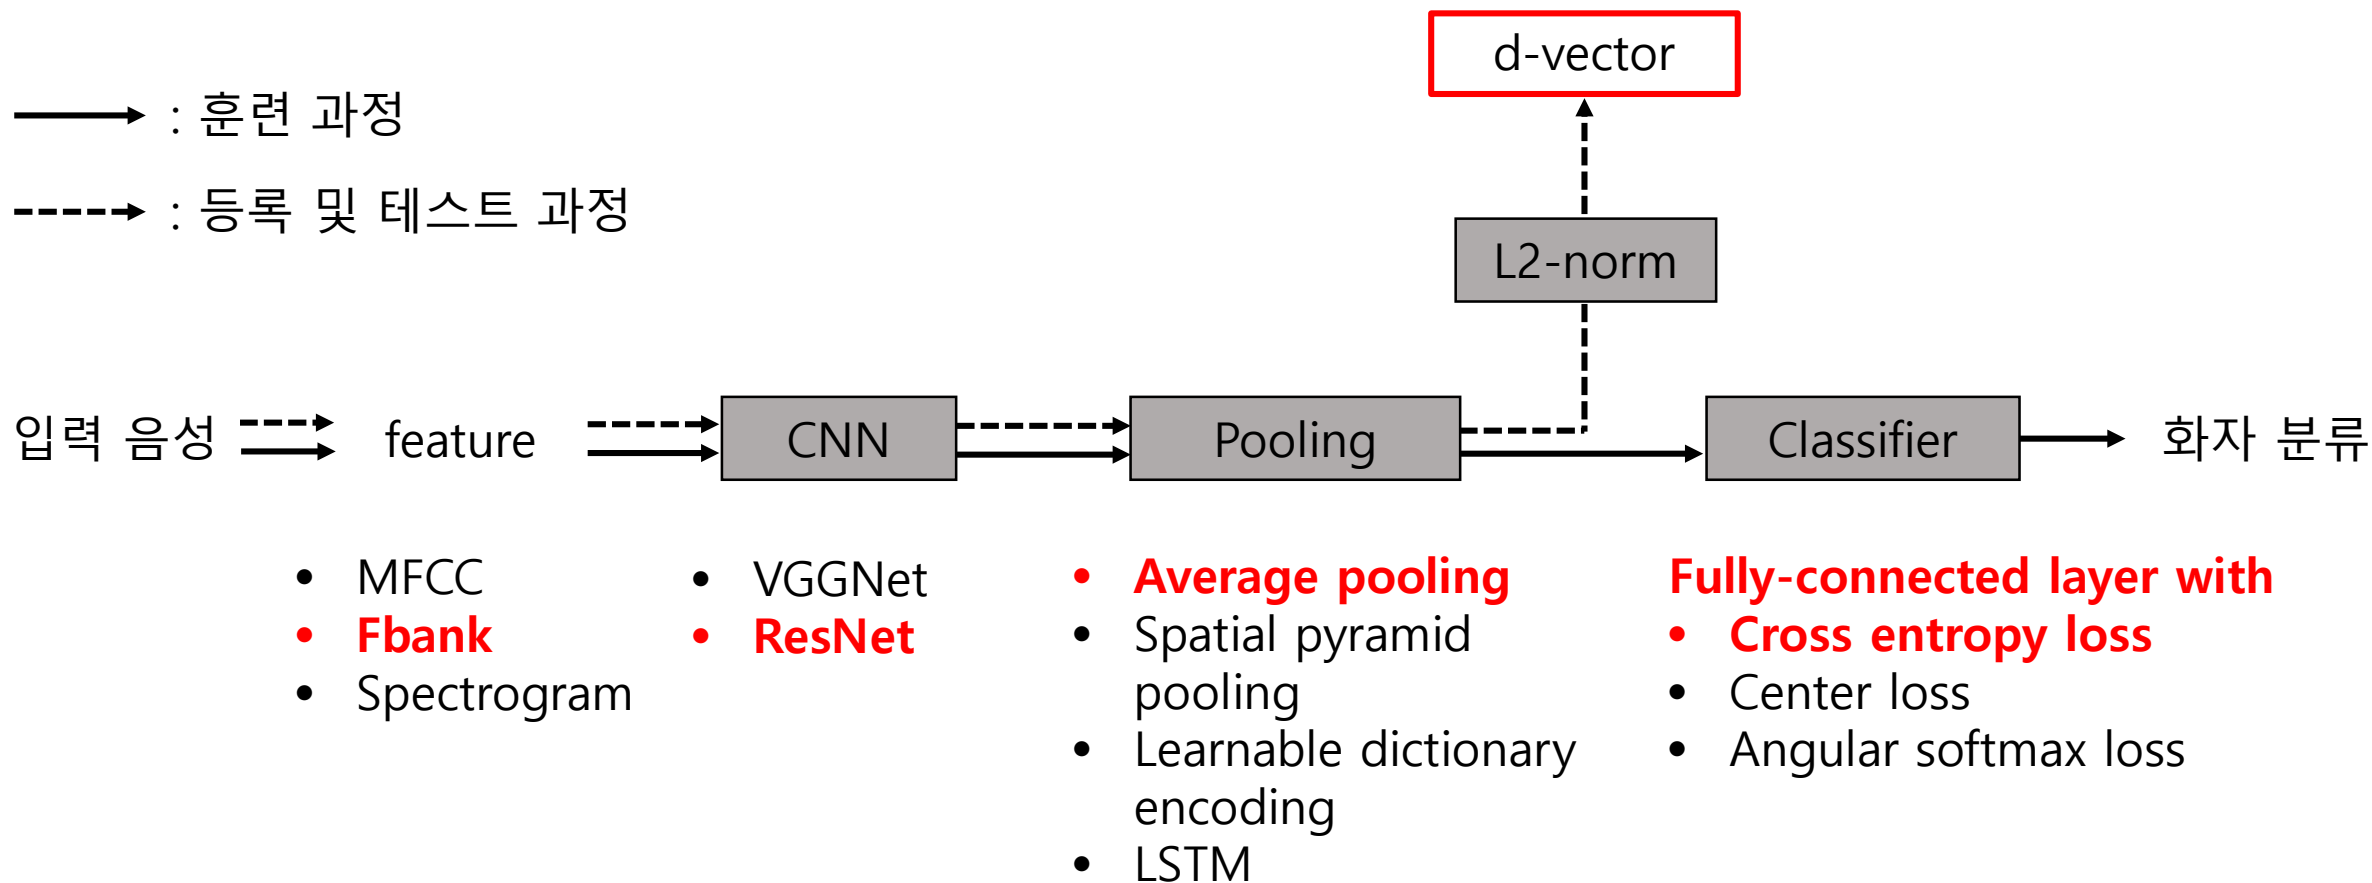 d-vector
: 훈련 과정
: 등록 및 테스트 과정
L2-norm
입력 음성
feature
CNN
Pooling
Classifier
화자 분류
• MFCC
• Fbank
• Spectrogram
• VGGNet
• ResNet
• Average pooling
• Spatial pyramid
pooling
• Learnable dictionary
encoding
• LSTM
Fully-connected layer with
• Cross entropy loss
• Center loss
• Angular softmax loss